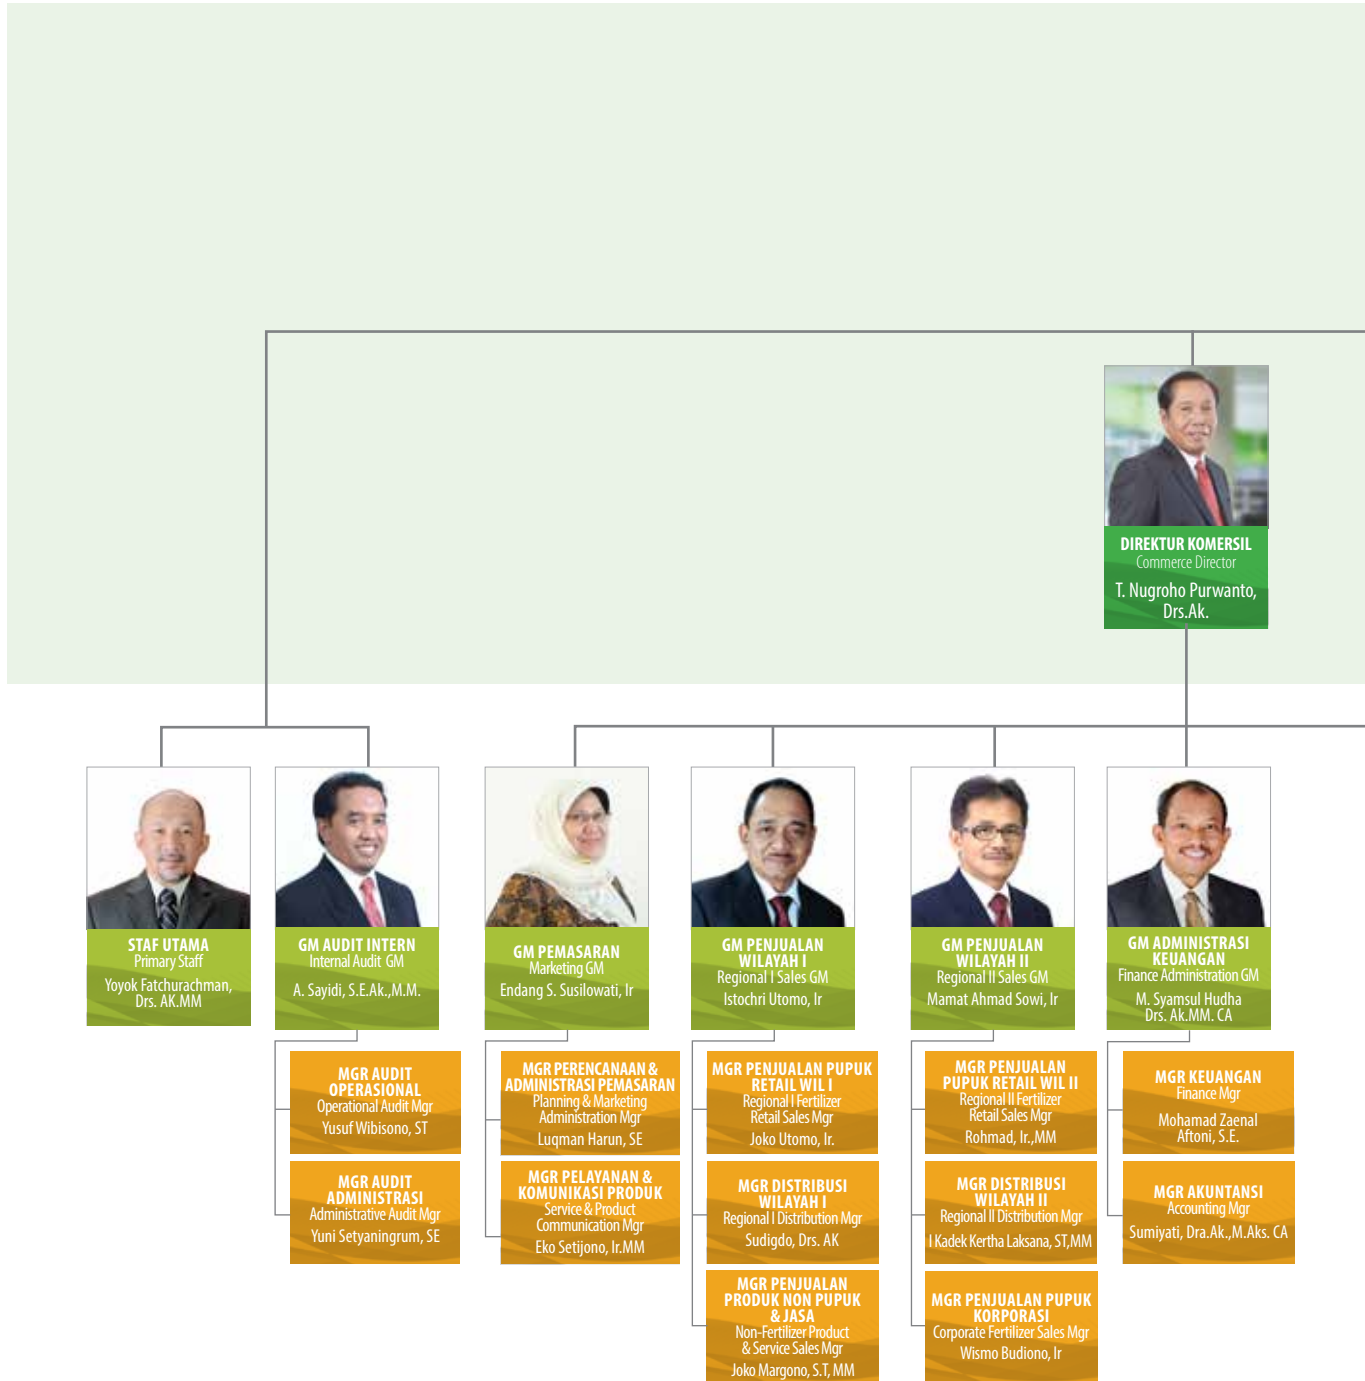 DIREKTUR KOMERSIL
Commerce Director
T. Nugroho Purwanto,
Drs.Ak.
STAF UTAMA
Primary Staff
Yoyok Fatchurachman,
Drs. AK.MM
GM AUDIT INTERN
Internal Audit GM
A. Sayidi, S.E.Ak.,M.M.
GM PEMASARAN
Marketing GM
Endang S. Susilowati, Ir
GM PENJUALAN
WILAYAH I
Regional I Sales GM
Istochri Utomo, Ir
GM PENJUALAN
WILAYAH II
Regional II Sales GM
Mamat Ahmad Sowi, Ir
GM ADMINISTRASI
KEUANGAN
Finance Administration GM
M. Syamsul Hudha
Drs. Ak.MM. CA
MGR AUDIT
OPERASIONAL
Operational Audit Mgr
Yusuf Wibisono, ST
MGR AUDIT
ADMINISTRASI
Administrative Audit Mgr
Yuni Setyaningrum, SE
MGR PERENCANAAN &
ADMINISTRASI PEMASARAN
Planning & Marketing
Administration Mgr
Luqman Harun, SE
MGR PELAYANAN &
KOMUNIKASI PRODUK
Service & Product
Communication Mgr
Eko Setijono, Ir.MM
MGR PENJUALAN PUPUK
RETAIL WIL I
Regional I Fertilizer
Retail Sales Mgr
Joko Utomo, Ir.
MGR DISTRIBUSI
WILAYAH I
Regional I Distribution Mgr
Sudigdo, Drs. AK
MGR PENJUALAN
PRODUK NON PUPUK
& JASA
Non-Fertilizer Product
& Service Sales Mgr
Joko Margono, S.T, MM
MGR PENJUALAN
PUPUK RETAIL WIL II
Regional II Fertilizer
Retail Sales Mgr
Rohmad, Ir.,MM
MGR DISTRIBUSI
WILAYAH II
Regional II Distribution Mgr
I Kadek Kertha Laksana, ST,MM
MGR PENJUALAN PUPUK
KORPORASI
Corporate Fertilizer Sales Mgr
Wismo Budiono, Ir
MGR KEUANGAN
Finance Mgr
Mohamad Zaenal
Aftoni, S.E.
MGR AKUNTANSI
Accounting Mgr
Sumiyati, Dra.Ak.,M.Aks. CA